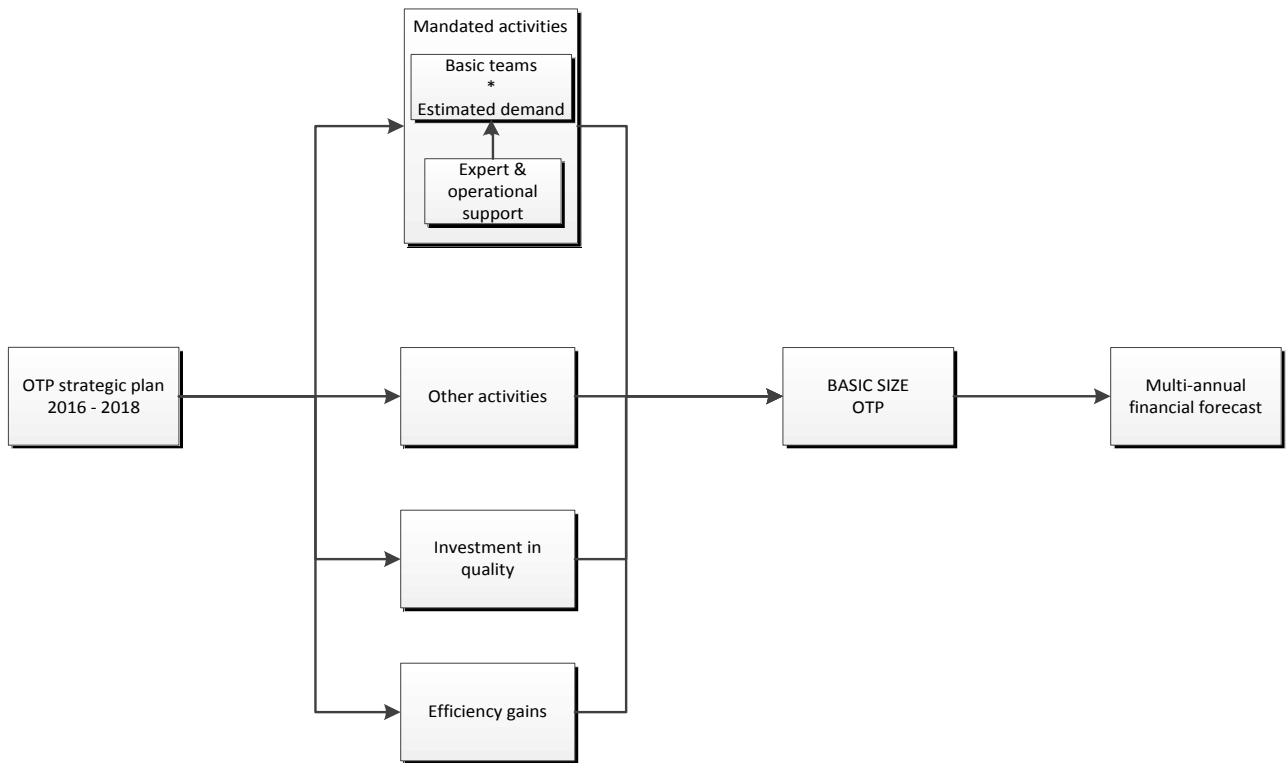 Mandated activities
Basic teams
*
Estimated demand
Expert &
operational
support
OTP strategic plan
2016 - 2018
Other activities
BASIC SIZE
OTP
Multi-annual
financial forecast
Investment in
quality
Efficiency gains